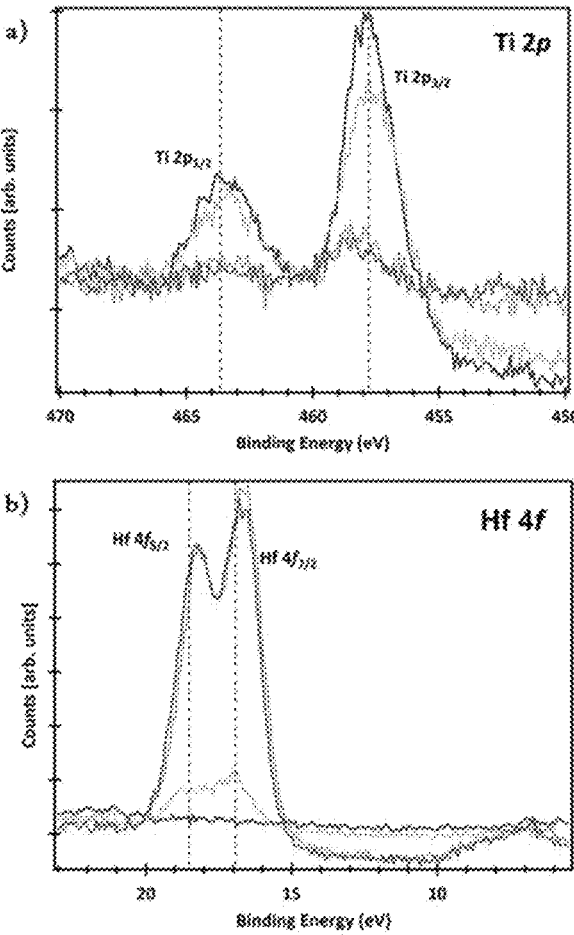 a)
Ti 2p
Ti 2p3/2
Ti 2p1/2
Counts [arb. units]
470
465
460
455
450
Binding Energy (eV)
b)
Hf 4f
Hf 4f5/2
Hf 4f7/2
Counts [arb. units]
20
15
10
Binding Energy (eV)